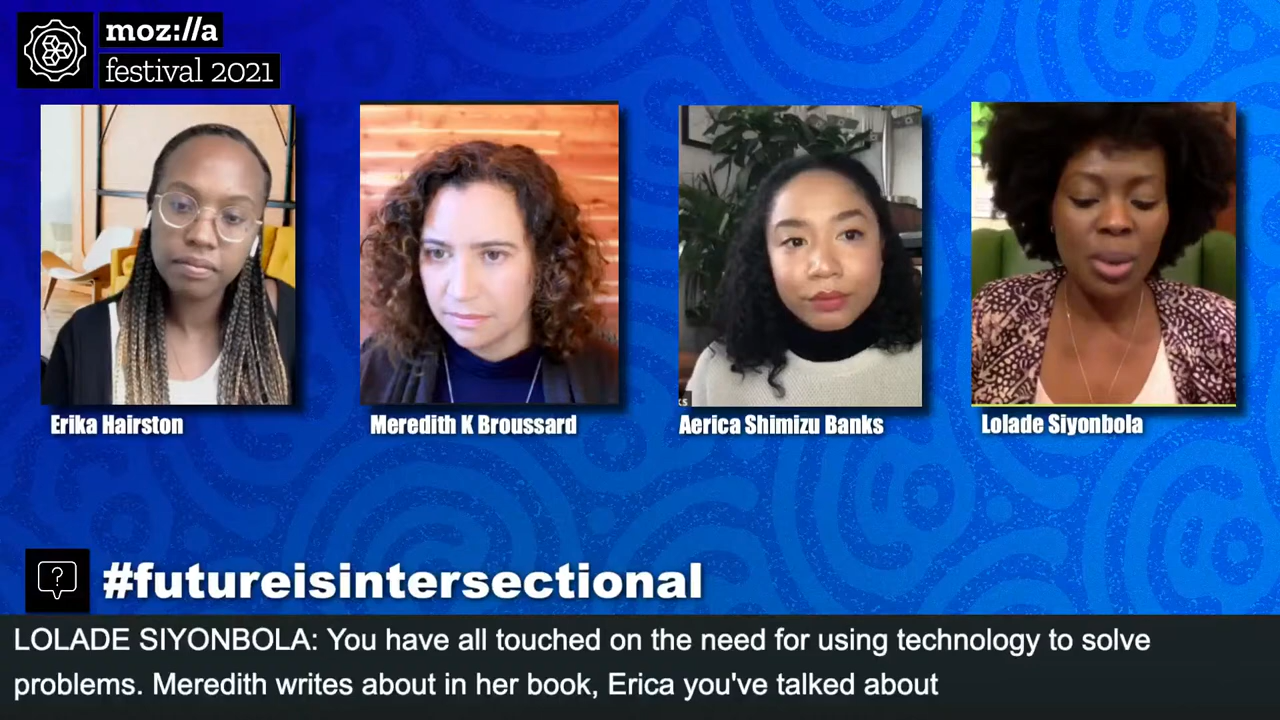 moz://a
festival 2021
KS
Erika Hairston
Meredith K Broussard
Aerica Shimizu Banks
Lolade Siyonbola
?
#futureisintersectional
LOLADE SIYONBOLA: You have all touched on the need for using technology to solve
problems. Meredith writes about in her book, Erica you've talked about